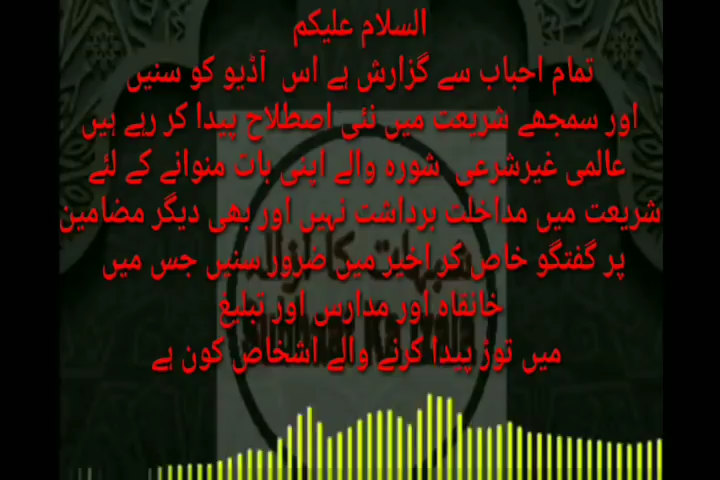 السلام علیکم
تمام احباب سے گزارش ہے اس آڈیو کو سنیں
اور سمجھے شریعت میں نئی اصطلاح پیدا کر رہے ہیں
عالمی غیرشرعی شورہ والے اپنی بات منوانے کے لئے
شریعت میں مداخلت برداشت نہیں اور بھی دیگر مضامین
پر گفتگو خاص کر اخیر میں ضرور سنیں جس میں
خانقاہ اور مدارس اور تبلیغ
میں توڑ پیدا کرنے والے اشخاص کون ہے
شبہات کا ازالہ